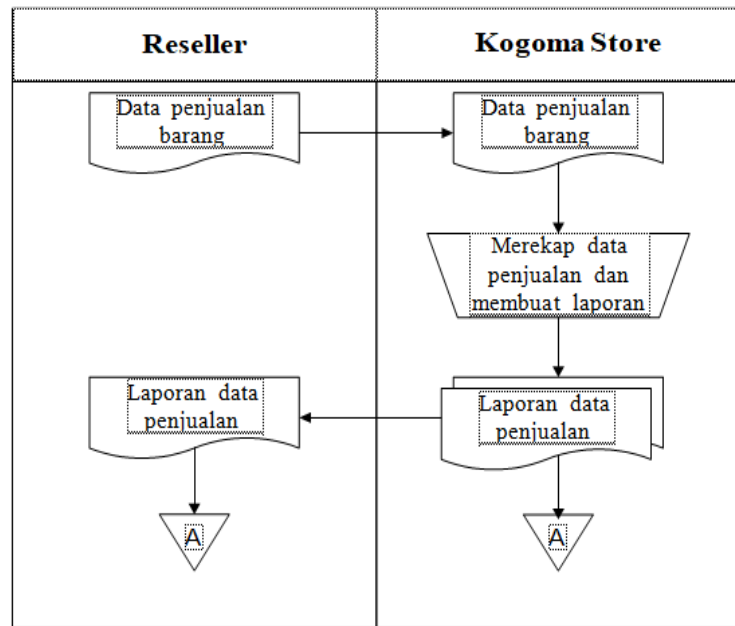 Reseller
Kogoma Store
Data penjualan
barang
Data penjualan
barang
Merekap data
penjualan dan
membuat laporan
Laporan data
penjualan
Laporan data
penjualan
A
A